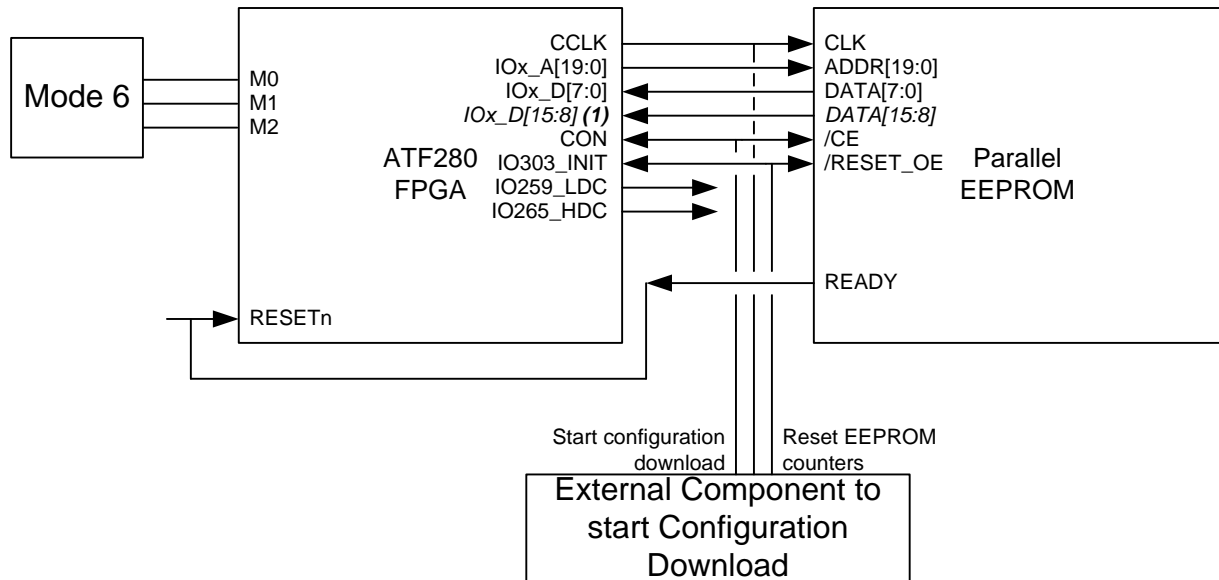 Mode 6
M0
M1
M2
RESETn
ATF280
FPGA
CCLK
IOx_A[19:0]
IOx_D[7:0]
IOx_D[15:8] (1)
CON
IO303_INIT
IO259_LDC
IO265_HDC
CLK
ADDR[19:0]
DATA[7:0]
DATA[15:8]
/CE
/RESET_OE
READY
Parallel
EEPROM
Start configuration
download
Reset EEPROM
counters
External Component to
start Configuration
Download